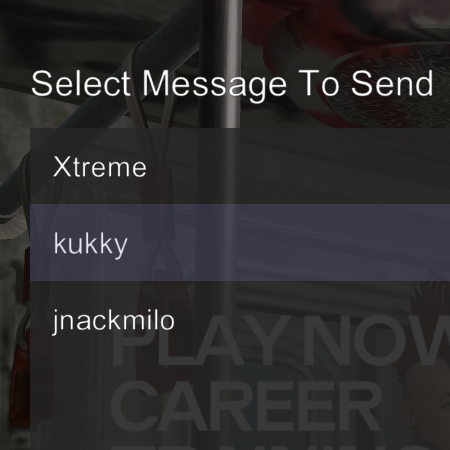 Select Message To Send
Xtreme
kukky
jnackmilo
PLAY NOW
CAREER